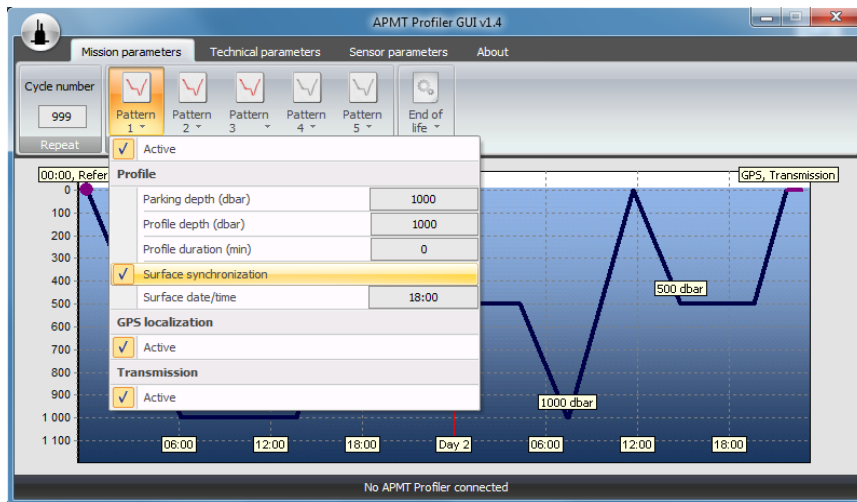 APMT Profiler GUI v1.4
Mission parameters Technical parameters Sensor parameters About
Cycle number
999
Repeat
Pattern 1
Pattern 2
Pattern 3
Pattern 4
Pattern 5
End of life
Active
Profile
Parking depth (dbar) 1000
Profile depth (dbar) 1000
Profile duration (min) 0
Surface synchronization
Surface date/time 18:00
GPS localization
Active
Transmission
Active
00:00, Refer
GPS, Transmission
0
100
200
300
400
500
600
700
800
900
1 000
1 100
500 dbar
1000 dbar
06:00 12:00 18:00 Day 2 06:00 12:00 18:00
No APMT Profiler connected